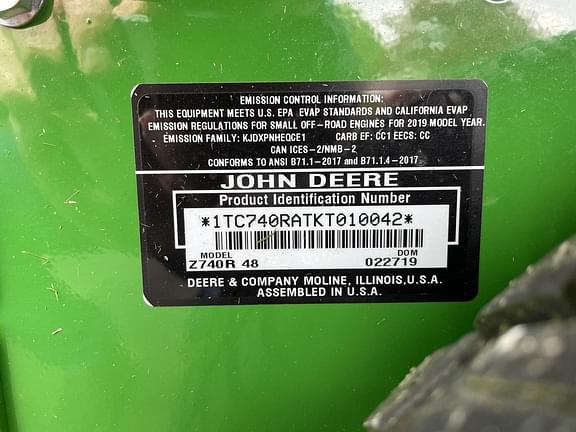 EMISSION CONTROL INFORMATION:
THIS EQUIPMENT MEETS U.S. EPA EVAP STANDARDS AND CALIFORNIA EVAP
EMISSION REGULATIONS FOR SMALL OFF-ROAD ENGINES FOR 2019 MODEL YEAR.
EMISSION FAMILY: KJDXPNHEQCE1 CARB EF: CC1 EECS: CC
CAN ICES-2/NMB-2
CONFORMS TO ANSI B71.1-2017 and B71.1.4-2017
JOHN DEERE
Product Identification Number
*1TC740RATKT010042*
MODEL DOM
Z740R 48 022719
DEERE & COMPANY MOLINE, ILLINOIS,U.S.A.
ASSEMBLED IN U.S.A.